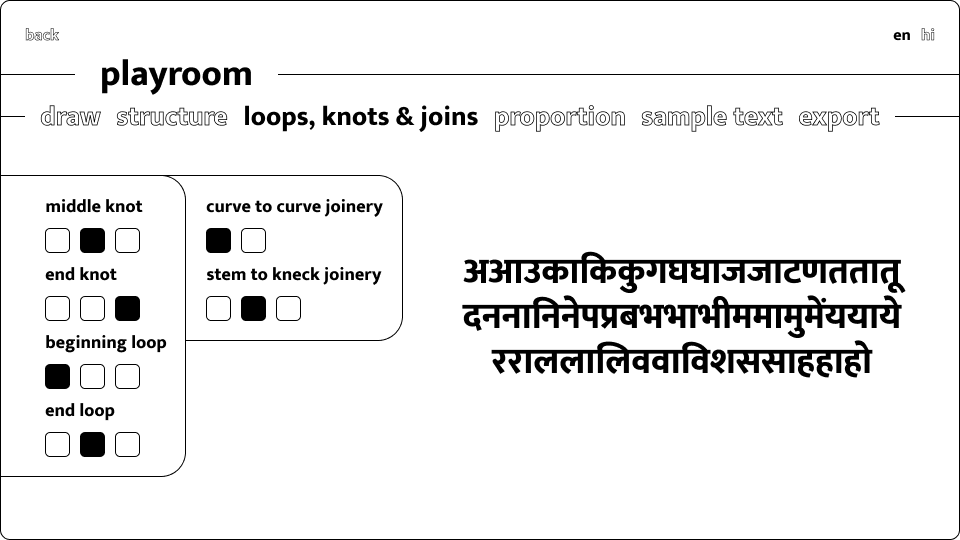 back
en hi
playroom
draw structure loops, knots & joins proportion sample text export
middle knot
end knot
beginning loop
end loop
curve to curve joinery
stem to kneck joinery
अआउकाकिकुगघघाजजाटणततातू
दननानिनेपप्रबभभाभीममामुमेंययाये
रराललालिववाविशससाहहाहो